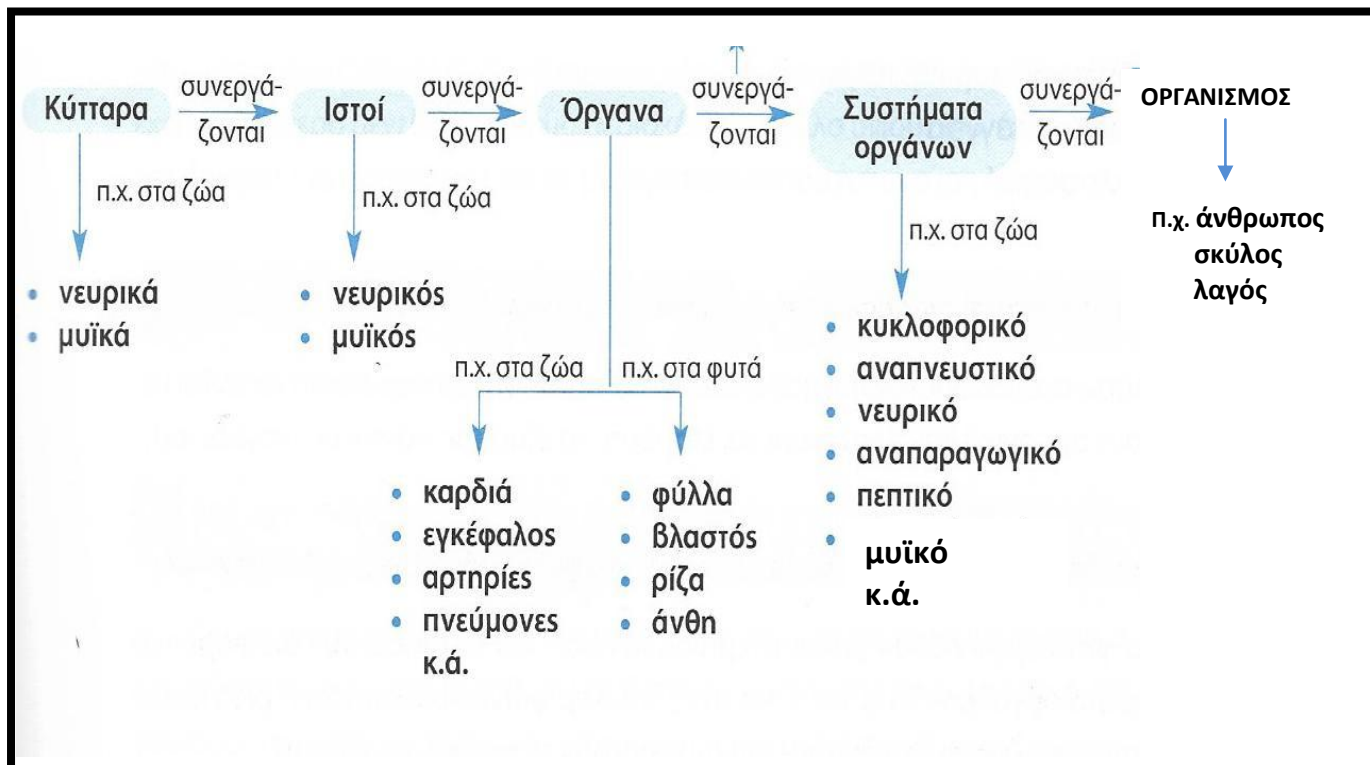 Κύτταρα
συνεργά-
ζονται
Ιστοί
συνεργά-
ζονται
Όργανα
συνεργά-
ζονται
Συστήματα
οργάνων
συνεργά-
ζονται
ΟΡΓΑΝΙΣΜΟΣ
π.χ. στα ζώα
• νευρικά
• μυϊκά
π.χ. στα ζώα
• νευρικός
• μυϊκός
π.χ. στα ζώα
• καρδιά
• εγκέφαλος
• αρτηρίες
• πνεύμονες
κ.ά.
π.χ. στα φυτά
• φύλλα
• βλαστός
• ρίζα
• άνθη
π.χ. στα ζώα
• κυκλοφορικό
• αναπνευστικό
• νευρικό
• αναπαραγωγικό
• πεπτικό
• μυϊκό
κ.ά.
π.χ. άνθρωπος
σκύλος
λαγός